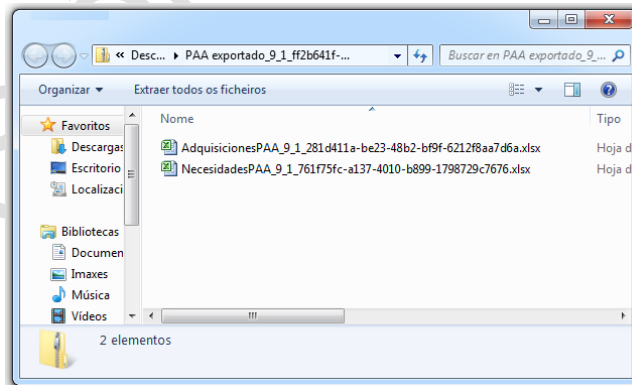 « Desc... ▸ PAA exportado_9_1_ff2b641f-...
Buscar en PAA exportado_9_...
Organizar
Extraer todos os ficheiros
Favoritos
Descargas
Escritorio
Localizaci
Bibliotecas
Documen
Imaxes
Música
Vídeos
Nome
Tipo
AdquisicionesPAA_9_1_281d411a-be23-48b2-bf9f-6212f8aa7d6a.xlsx
Hoja d
NecesidadesPAA_9_1_761f75fc-a137-4010-b899-1798729c7676.xlsx
Hoja d
2 elementos